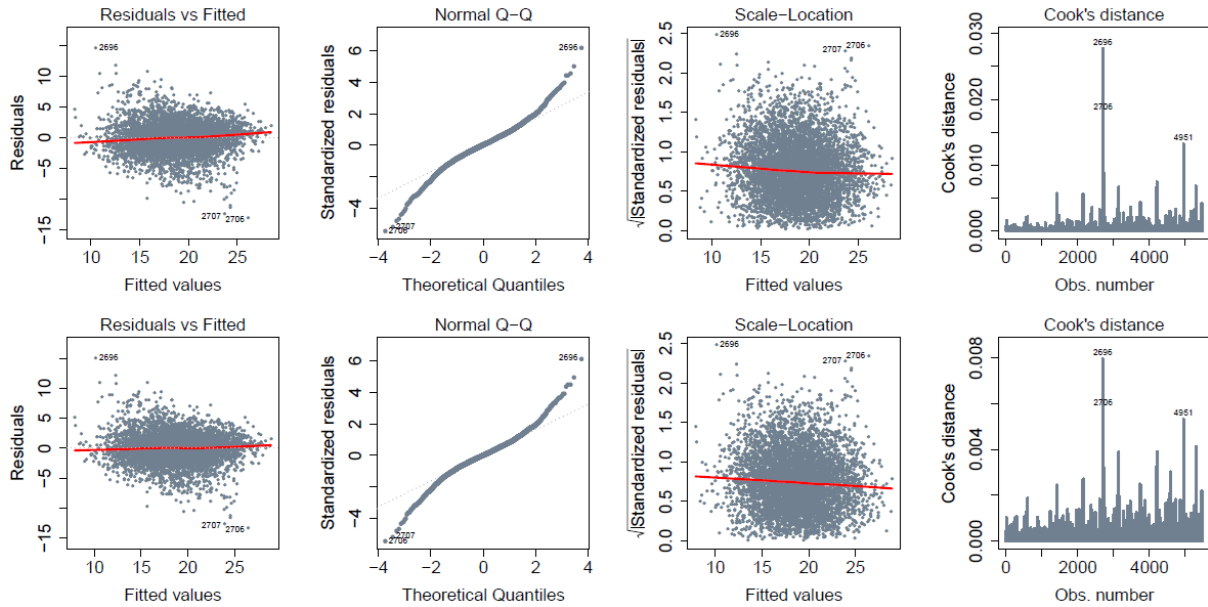 Residuals vs Fitted
Normal Q−Q
Scale−Location
Cook's distance
Residuals
10
5
0
−5
−15
2696
2707
2706
10 15 20 25
Fitted values
Standardized residuals
6
4
2
0
−4
2696
2707
2706
−4 −2 0 2 4
Theoretical Quantiles
√|Standardized residuals|
2.5
2.0
1.5
1.0
0.5
0.0
2696
2707
2706
10 15 20 25
Fitted values
Cook's distance
0.030
0.020
0.010
0.000
2696
2706
4951
0 2000 4000
Obs. number
Residuals vs Fitted
Normal Q−Q
Scale−Location
Cook's distance
Residuals
10
5
0
−5
−15
2696
2707
2706
10 15 20 25
Fitted values
Standardized residuals
6
4
2
0
−4
2696
2707
2706
−4 −2 0 2 4
Theoretical Quantiles
√|Standardized residuals|
2.5
2.0
1.5
1.0
0.5
0.0
2696
2707
2706
10 15 20 25
Fitted values
Cook's distance
0.008
0.004
0.000
2696
2706
4951
0 2000 4000
Obs. number